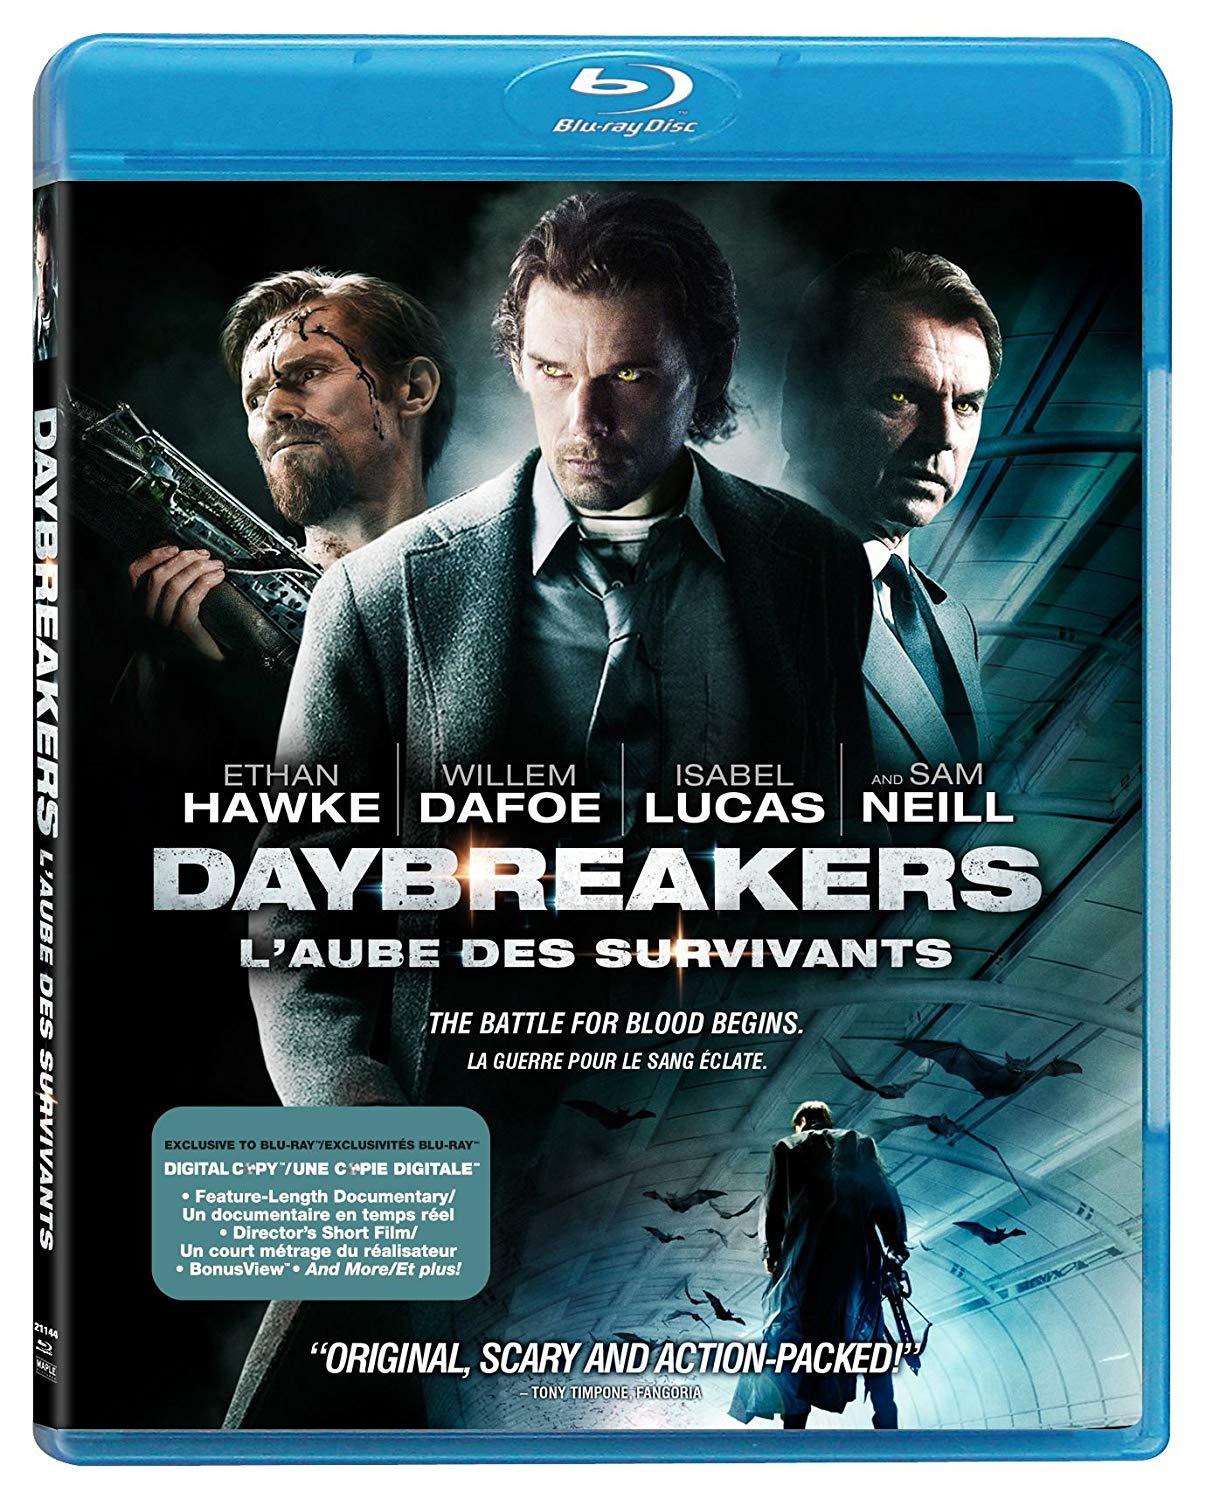 Blu-ray Disc
ETHAN HAWKE
WILLEM DAFOE
ISABEL LUCAS
AND SAM NEILL
DAYBREAKERS
L'AUBE DES SURVIVANTS
THE BATTLE FOR BLOOD BEGINS.
LA GUERRE POUR LE SANG ÉCLATE.
EXCLUSIVE TO BLU-RAY™/EXCLUSIVITÉS BLU-RAY™
DIGITAL COPY™/UNE COPIE DIGITALE™
• Feature-Length Documentary/
Un documentaire en temps réel
• Director's Short Film/
Un court métrage du réalisateur
• BonusView™ • And More/Et plus!
"ORIGINAL, SCARY AND ACTION-PACKED!"
– TONY TIMPONE, FANGORIA
DAYBREAKERS L'AUBE DES SURVIVANTS
21144
MAPLE